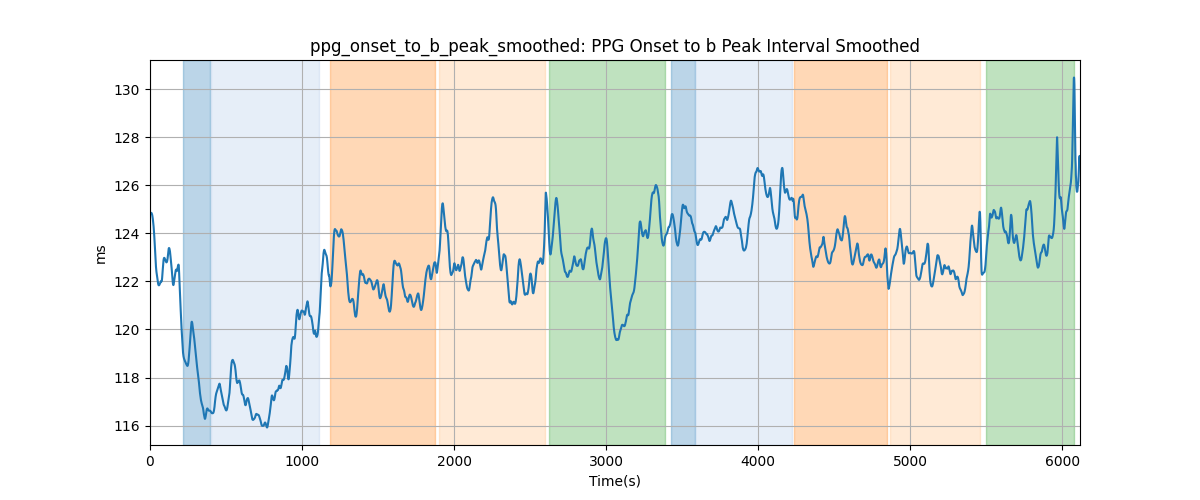 ppg_onset_to_b_peak_smoothed: PPG Onset to b Peak Interval Smoothed
130
128
126
124
122
120
118
116
ms
0 1000 2000 3000 4000 5000 6000
Time(s)